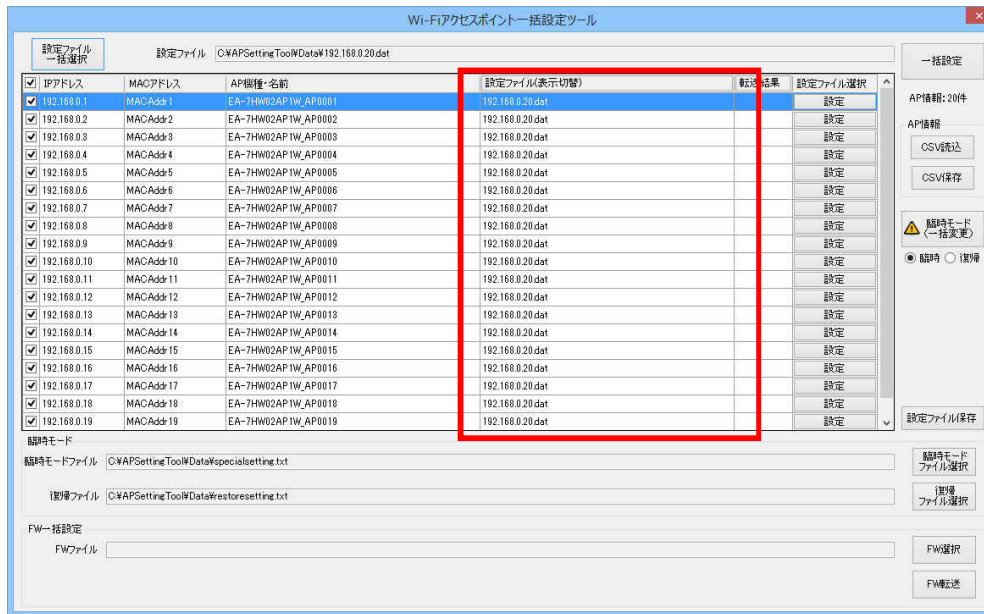 Wi-Fiアクセスポイント一括設定ツール
設定ファイル
一括選択
設定ファイル C:¥APSettingTool¥Data¥192.168.0.20.dat
一括設定
IPアドレス MACアドレス AP機種・名前 設定ファイル(表示切替) 転送結果 設定ファイル選択
192.168.0.1 MACAddr1 EA-7HW02AP1W_AP0001 192.168.0.20.dat 設定
192.168.0.2 MACAddr2 EA-7HW02AP1W_AP0002 192.168.0.20.dat 設定
192.168.0.3 MACAddr3 EA-7HW02AP1W_AP0003 192.168.0.20.dat 設定
192.168.0.4 MACAddr4 EA-7HW02AP1W_AP0004 192.168.0.20.dat 設定
192.168.0.5 MACAddr5 EA-7HW02AP1W_AP0005 192.168.0.20.dat 設定
192.168.0.6 MACAddr6 EA-7HW02AP1W_AP0006 192.168.0.20.dat 設定
192.168.0.7 MACAddr7 EA-7HW02AP1W_AP0007 192.168.0.20.dat 設定
192.168.0.8 MACAddr8 EA-7HW02AP1W_AP0008 192.168.0.20.dat 設定
192.168.0.9 MACAddr9 EA-7HW02AP1W_AP0009 192.168.0.20.dat 設定
192.168.0.10 MACAddr10 EA-7HW02AP1W_AP0010 192.168.0.20.dat 設定
192.168.0.11 MACAddr11 EA-7HW02AP1W_AP0011 192.168.0.20.dat 設定
192.168.0.12 MACAddr12 EA-7HW02AP1W_AP0012 192.168.0.20.dat 設定
192.168.0.13 MACAddr13 EA-7HW02AP1W_AP0013 192.168.0.20.dat 設定
192.168.0.14 MACAddr14 EA-7HW02AP1W_AP0014 192.168.0.20.dat 設定
192.168.0.15 MACAddr15 EA-7HW02AP1W_AP0015 192.168.0.20.dat 設定
192.168.0.16 MACAddr16 EA-7HW02AP1W_AP0016 192.168.0.20.dat 設定
192.168.0.17 MACAddr17 EA-7HW02AP1W_AP0017 192.168.0.20.dat 設定
192.168.0.18 MACAddr18 EA-7HW02AP1W_AP0018 192.168.0.20.dat 設定
192.168.0.19 MACAddr19 EA-7HW02AP1W_AP0019 192.168.0.20.dat 設定
AP情報:20件
AP情報
CSV読込
CSV保存
臨時モード
(一括変更)
臨時 復帰
設定ファイル保存
臨時モード
臨時モードファイル C:¥APSettingTool¥Data¥specialsetting.txt
臨時モード
ファイル選択
復帰ファイル C:¥APSettingTool¥Data¥restoresetting.txt
復帰
ファイル選択
FW一括設定
FWファイル
FW選択
FW転送